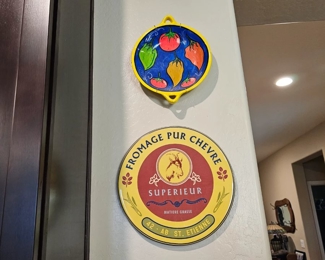 FROMAGE PUR CHEVRE
SUPERIEUR
ST. ETIENNE